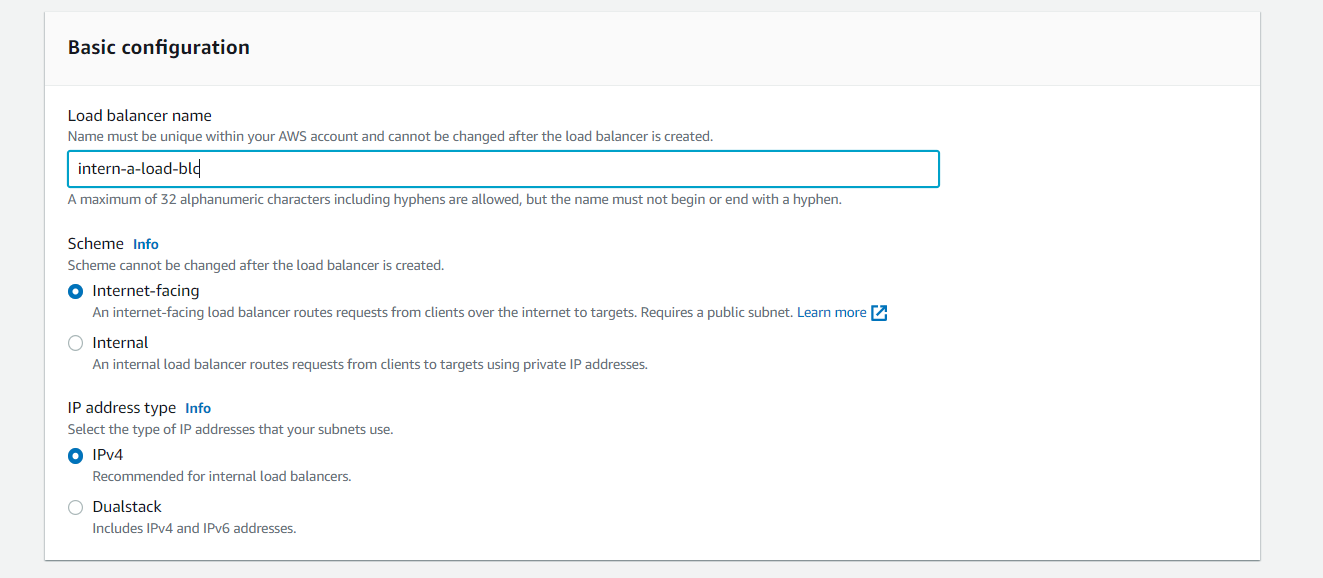 Basic configuration
Load balancer name
Name must be unique within your AWS account and cannot be changed after the load balancer is created.
intern-a-load-blc
A maximum of 32 alphanumeric characters including hyphens are allowed, but the name must not begin or end with a hyphen.
Scheme Info
Scheme cannot be changed after the load balancer is created.
Internet-facing
An internet-facing load balancer routes requests from clients over the internet to targets. Requires a public subnet. Learn more
Internal
An internal load balancer routes requests from clients to targets using private IP addresses.
IP address type Info
Select the type of IP addresses that your subnets use.
IPv4
Recommended for internal load balancers.
Dualstack
Includes IPv4 and IPv6 addresses.